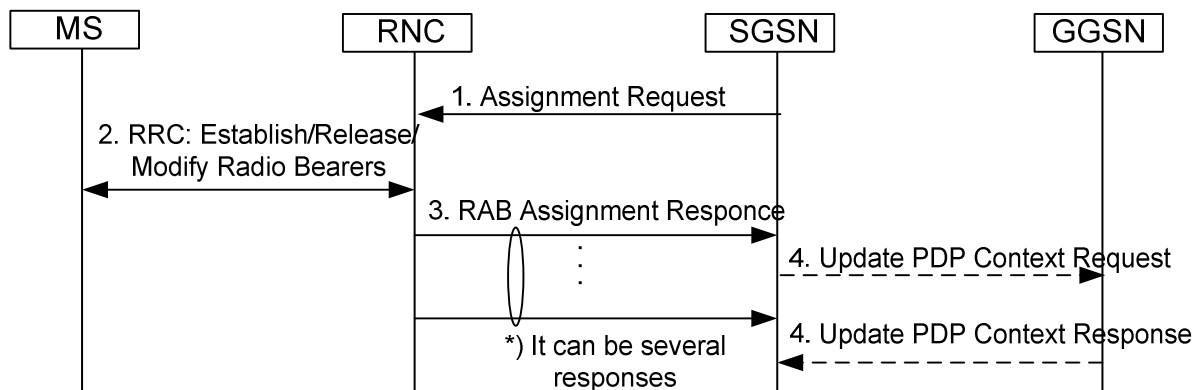 MS
RNC
SGSN
GGSN
1. Assignment Request
2. RRC: Establish/Release/
Modify Radio Bearers
3. RAB Assignment Responce
4. Update PDP Context Request
4. Update PDP Context Response
*) It can be several
responses